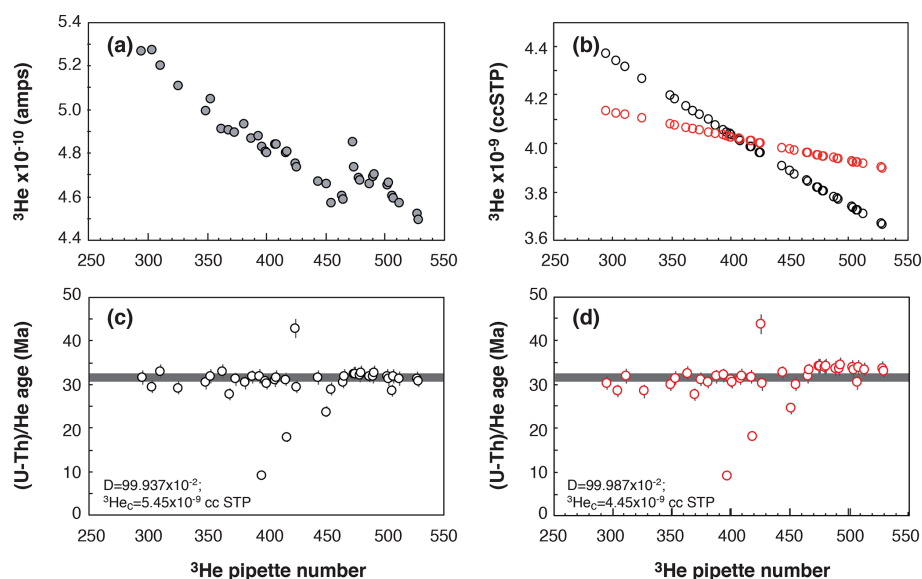 (a)
5.4
5.2
5.0
4.8
4.6
4.4
³He x10⁻¹⁰ (amps)
250 300 350 400 450 500 550
(b)
4.4
4.2
4.0
3.8
3.6
³He x10⁻⁹ (ccSTP)
250 300 350 400 450 500 550
(c)
50
40
30
20
10
0
(U-Th)/He age (Ma)
D=99.937x10⁻²;
³Hec=5.45x10⁻⁹ cc STP
250 300 350 400 450 500 550
³He pipette number
(d)
50
40
30
20
10
0
(U-Th)/He age (Ma)
D=99.987x10⁻²;
³Hec=4.45x10⁻⁹ cc STP
250 300 350 400 450 500 550
³He pipette number